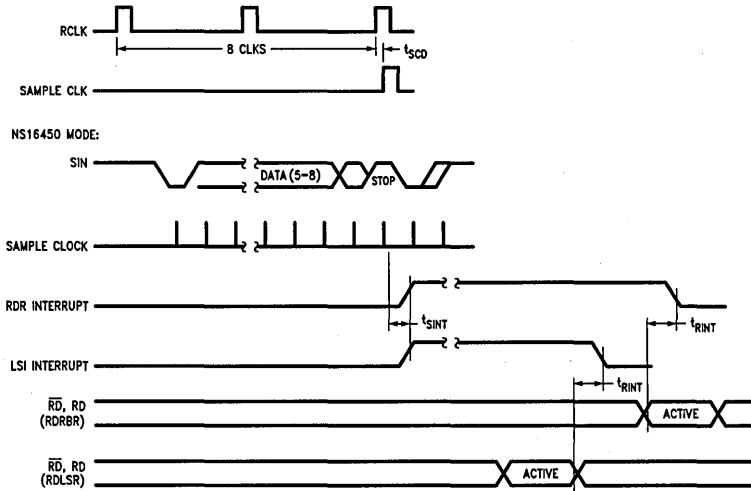 RCLK
8 CLKS
tSCD
SAMPLE CLK
NS16450 MODE:
SIN
DATA (5-8)
STOP
SAMPLE CLOCK
RDR INTERRUPT
tSINT
tRINT
LSI INTERRUPT
tRINT
RD, RD
(RDRBR)
ACTIVE
RD, RD
(RDLSR)
ACTIVE